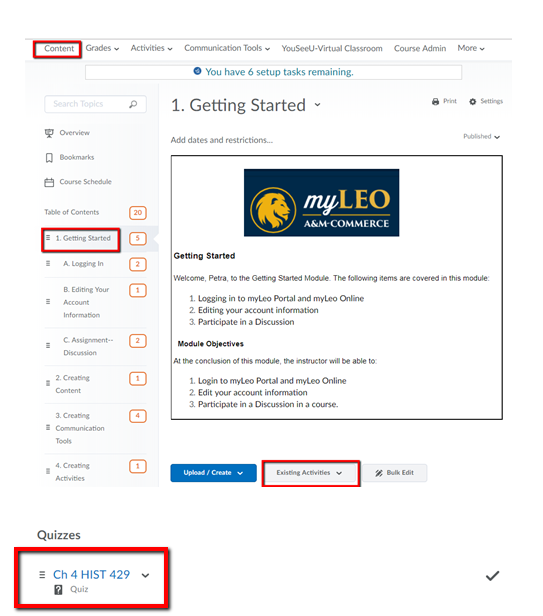 Content Grades Activities Communication Tools YouSeeU-Virtual Classroom Course Admin More
You have 6 setup tasks remaining.
Search Topics
1. Getting Started
Print Settings
Overview
Add dates and restrictions...
Published
Bookmarks
Course Schedule
Table of Contents 20
1. Getting Started 5
A. Logging In 2
B. Editing Your 1
Account
Information
C. Assignment-- 2
Discussion
2. Creating 1
Content
3. Creating 4
Communication
Tools
4. Creating 1
Activities
myLEO
A&M-COMMERCE
Getting Started
Welcome, Petra, to the Getting Started Module. The following items are covered in this module:
1. Logging in to myLeo Portal and myLeo Online
2. Editing your account information
3. Participate in a Discussion
Module Objectives
At the conclusion of this module, the instructor will be able to:
1. Login to myLeo Portal and myLeo Online
2. Edit your account information
3. Participate in a Discussion in a course.
Upload / Create Existing Activities Bulk Edit
Quizzes
Ch 4 HIST 429
Quiz